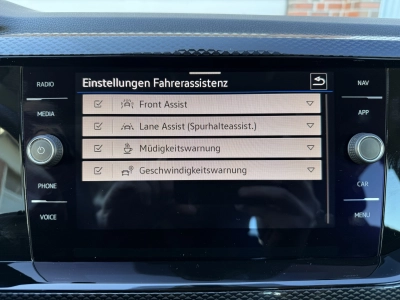 RADIO
MEDIA
PHONE
VOICE
Einstellungen Fahrerassistenz
Front Assist
Lane Assist (Spurhalteassist.)
Müdigkeitswarnung
Geschwindigkeitswarnung
NAV
APP
CAR
MENU